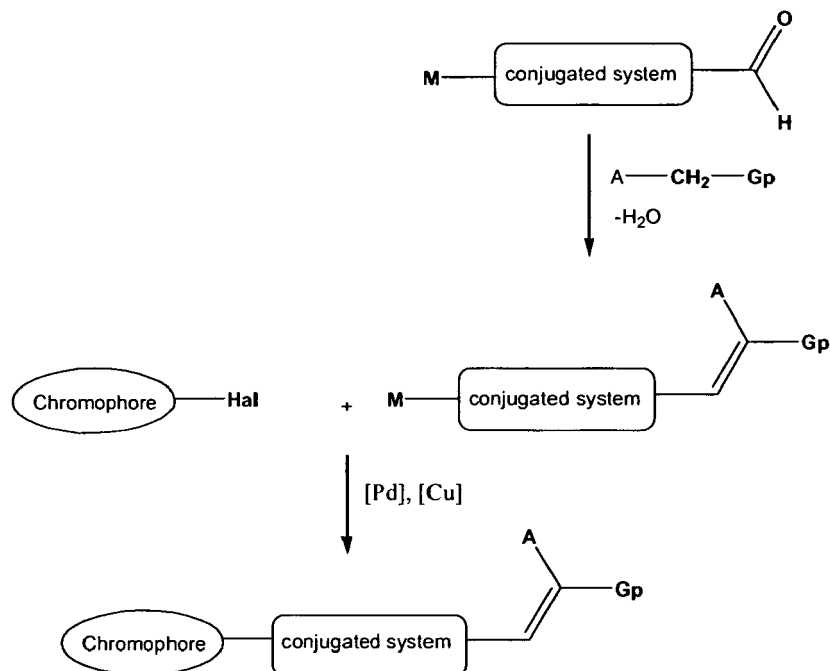 O
M conjugated system
H
A CH₂ Gp
-H₂O
A
Gp
Chromophore Hal + M conjugated system
[Pd], [Cu]
A
Gp
Chromophore conjugated system